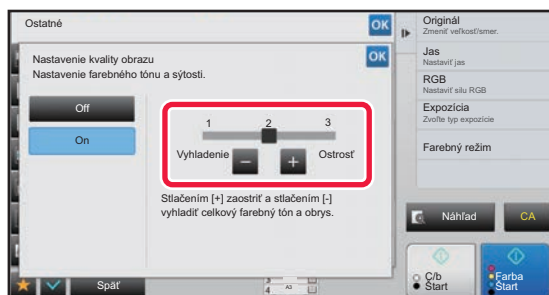 Ostatné
OK
Nastavenie kvality obrazu
Nastavenie farebného tónu a sýtosti.
OK
Off
On
1 2 3
Vyhladenie - + Ostrosť
Stlačením [+] zaostriť a stlačením [-]
vyhladiť celkový farebný tón a obrys.
Späť
3
4
A3
Originál
Zmeniť veľkosť/smer.
Jas
Nastaviť jas
RGB
Nastaviť silu RGB
Expozícia
Zvoľte typ expozície
Farebný režim
Náhľad
CA
Č/b
Štart
Farba
Štart